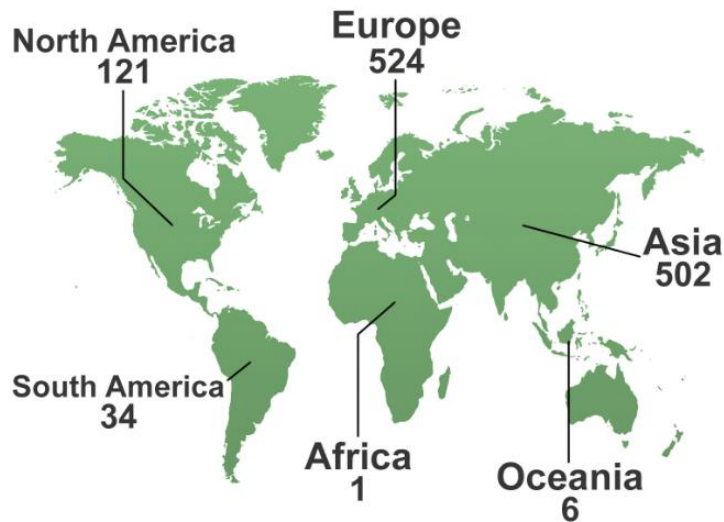 North America
121
Europe
524
Asia
502
South America
34
Africa
1
Oceania
6